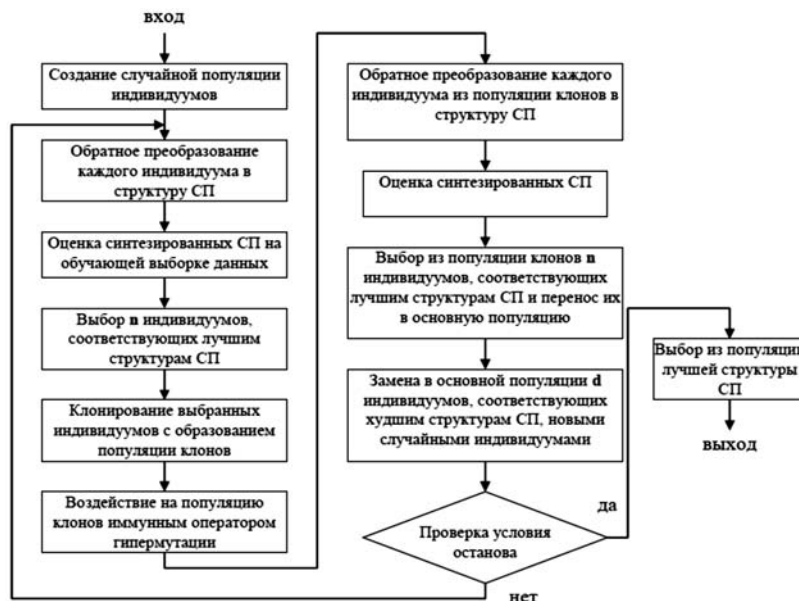 вход
Создание случайной популяции
индивидуумов
Обратное преобразование
каждого индивидуума в
структуру СП
Оценка синтезированных СП на
обучающей выборке данных
Выбор n индивидуумов,
соответствующих лучшим
структурам СП
Клонирование выбранных
индивидуумов с образованием
популяции клонов
Воздействие на популяцию
клонов иммунным оператором
гипермутации
Обратное преобразование каждого
индивидуума из популяции клонов в
структуру СП
Оценка синтезированных СП
Выбор из популяции клонов n
индивидуумов, соответствующих
лучшим структурам СП и перенос их
в основную популяцию
Замена в основной популяции d
индивидуумов, соответствующих
худшим структурам СП, новыми
случайными индивидуумами
Проверка условия
останова
да
нет
Выбор из популяции
лучшей структуры
СП
выход